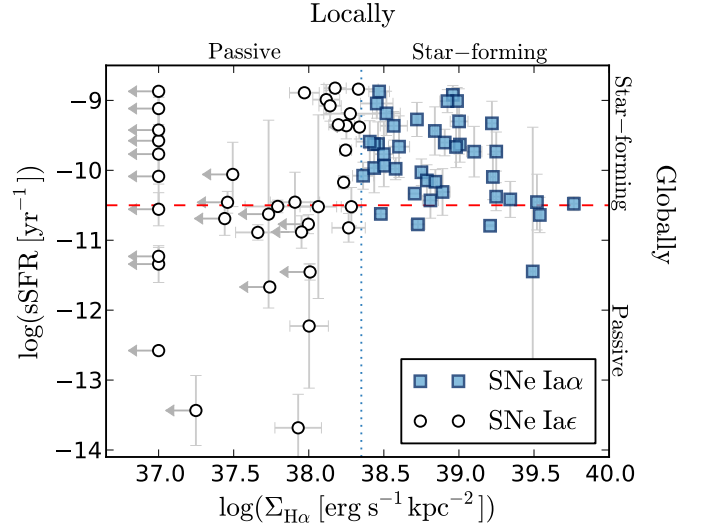 Locally
Passive
Star−forming
−9
−10
−11
−12
−13
−14
log(sSFR [yr⁻¹])
Star−forming
Passive
Globally
SNe Iaα
SNe Iaϵ
37.0 37.5 38.0 38.5 39.0 39.5 40.0
log(Σ_Hα [erg s⁻¹ kpc⁻²])